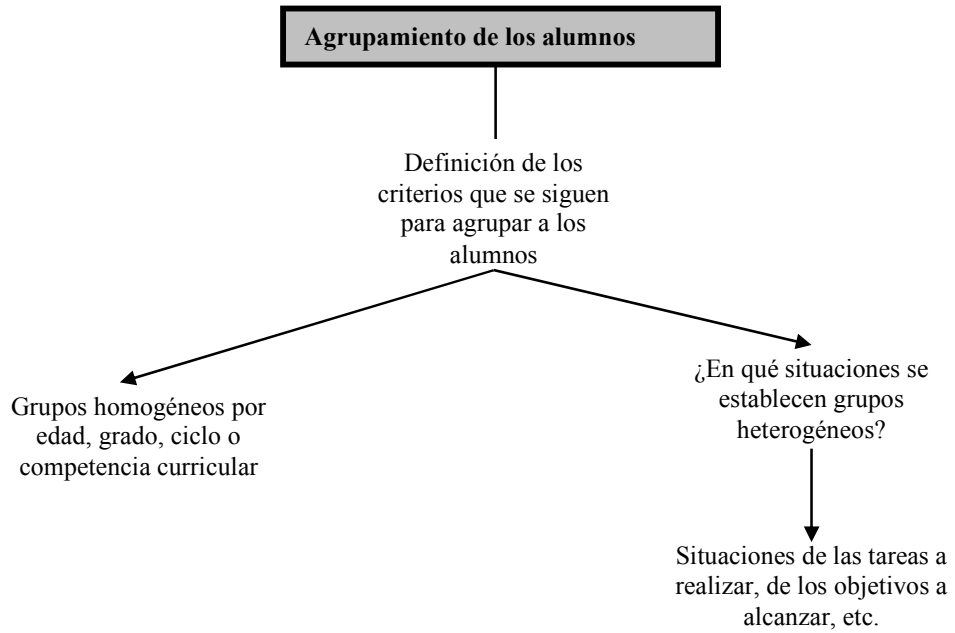 Agrupamiento de los alumnos
Definición de los
criterios que se siguen
para agrupar a los
alumnos
Grupos homogéneos por
edad, grado, ciclo o
competencia curricular
¿En qué situaciones se
establecen grupos
heterogéneos?
Situaciones de las tareas a
realizar, de los objetivos a
alcanzar, etc.